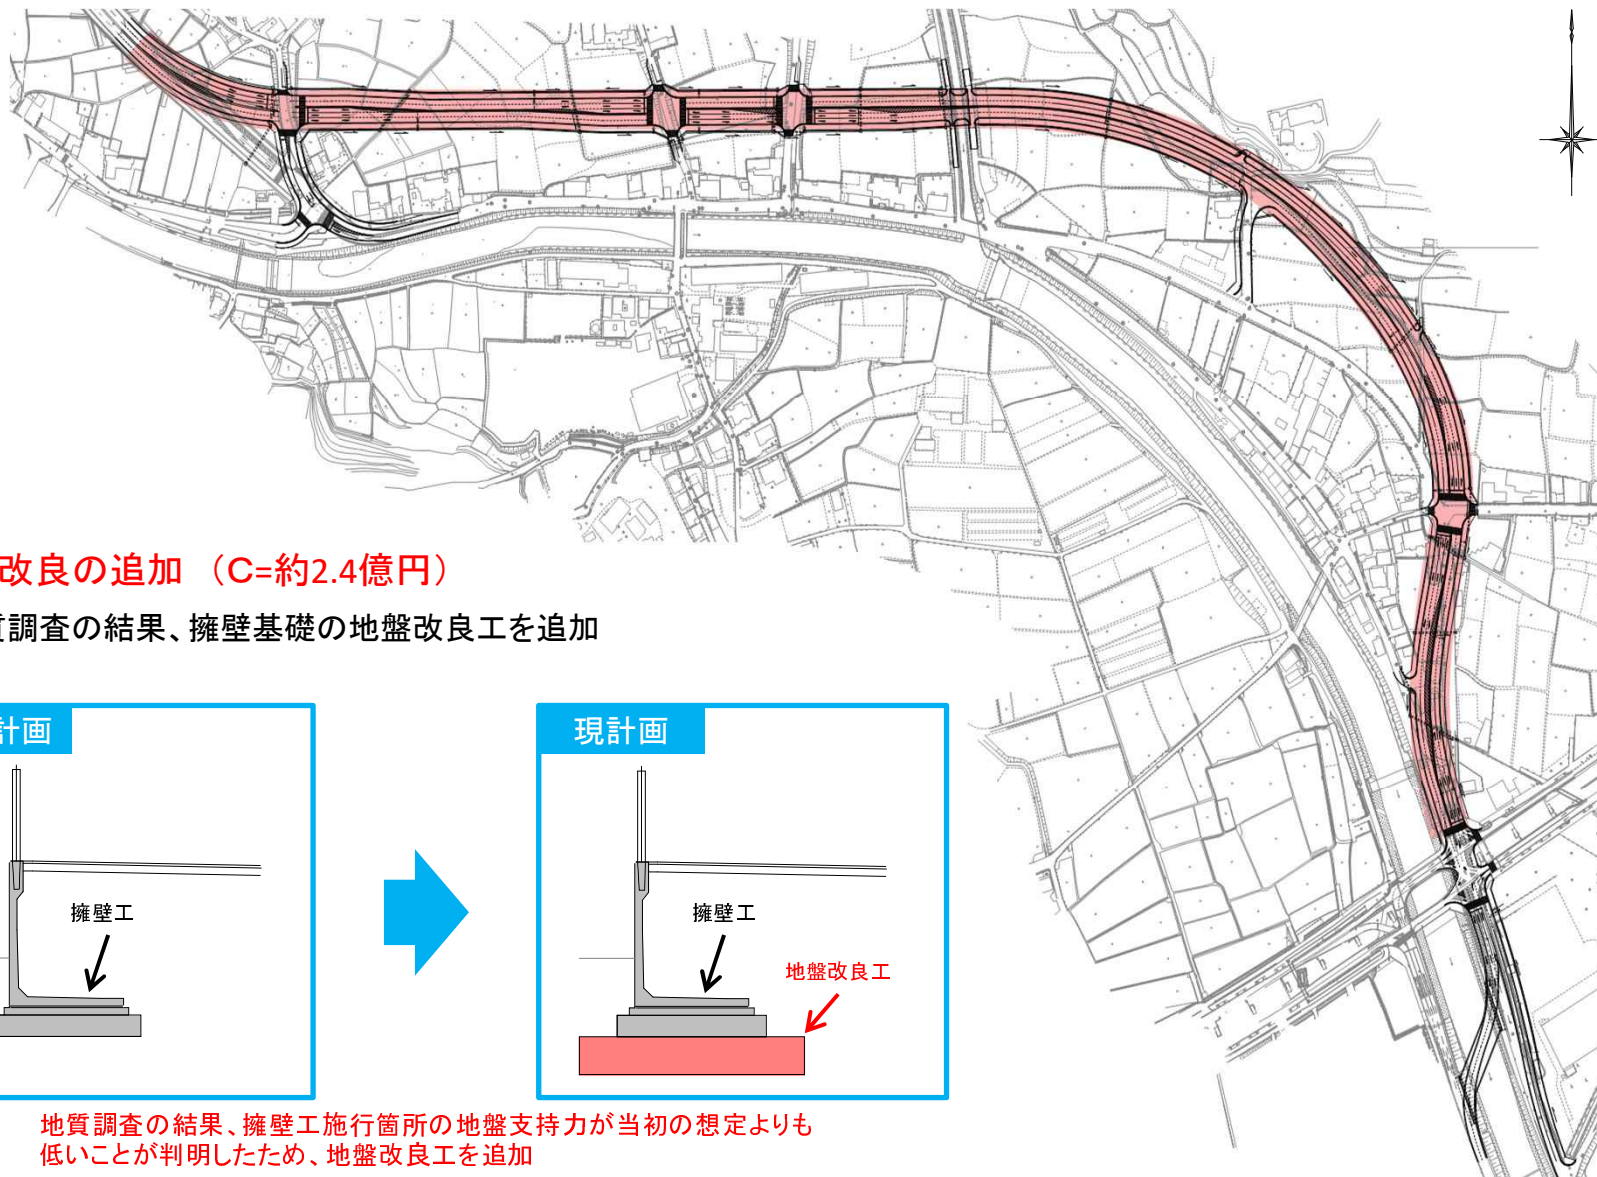 改良の追加 （C=約2.4億円）
調査の結果、擁壁基礎の地盤改良工を追加
計画
現計画
擁壁工
擁壁工
地盤改良工
地質調査の結果、擁壁工施行箇所の地盤支持力が当初の想定よりも
低いことが判明したため、地盤改良工を追加